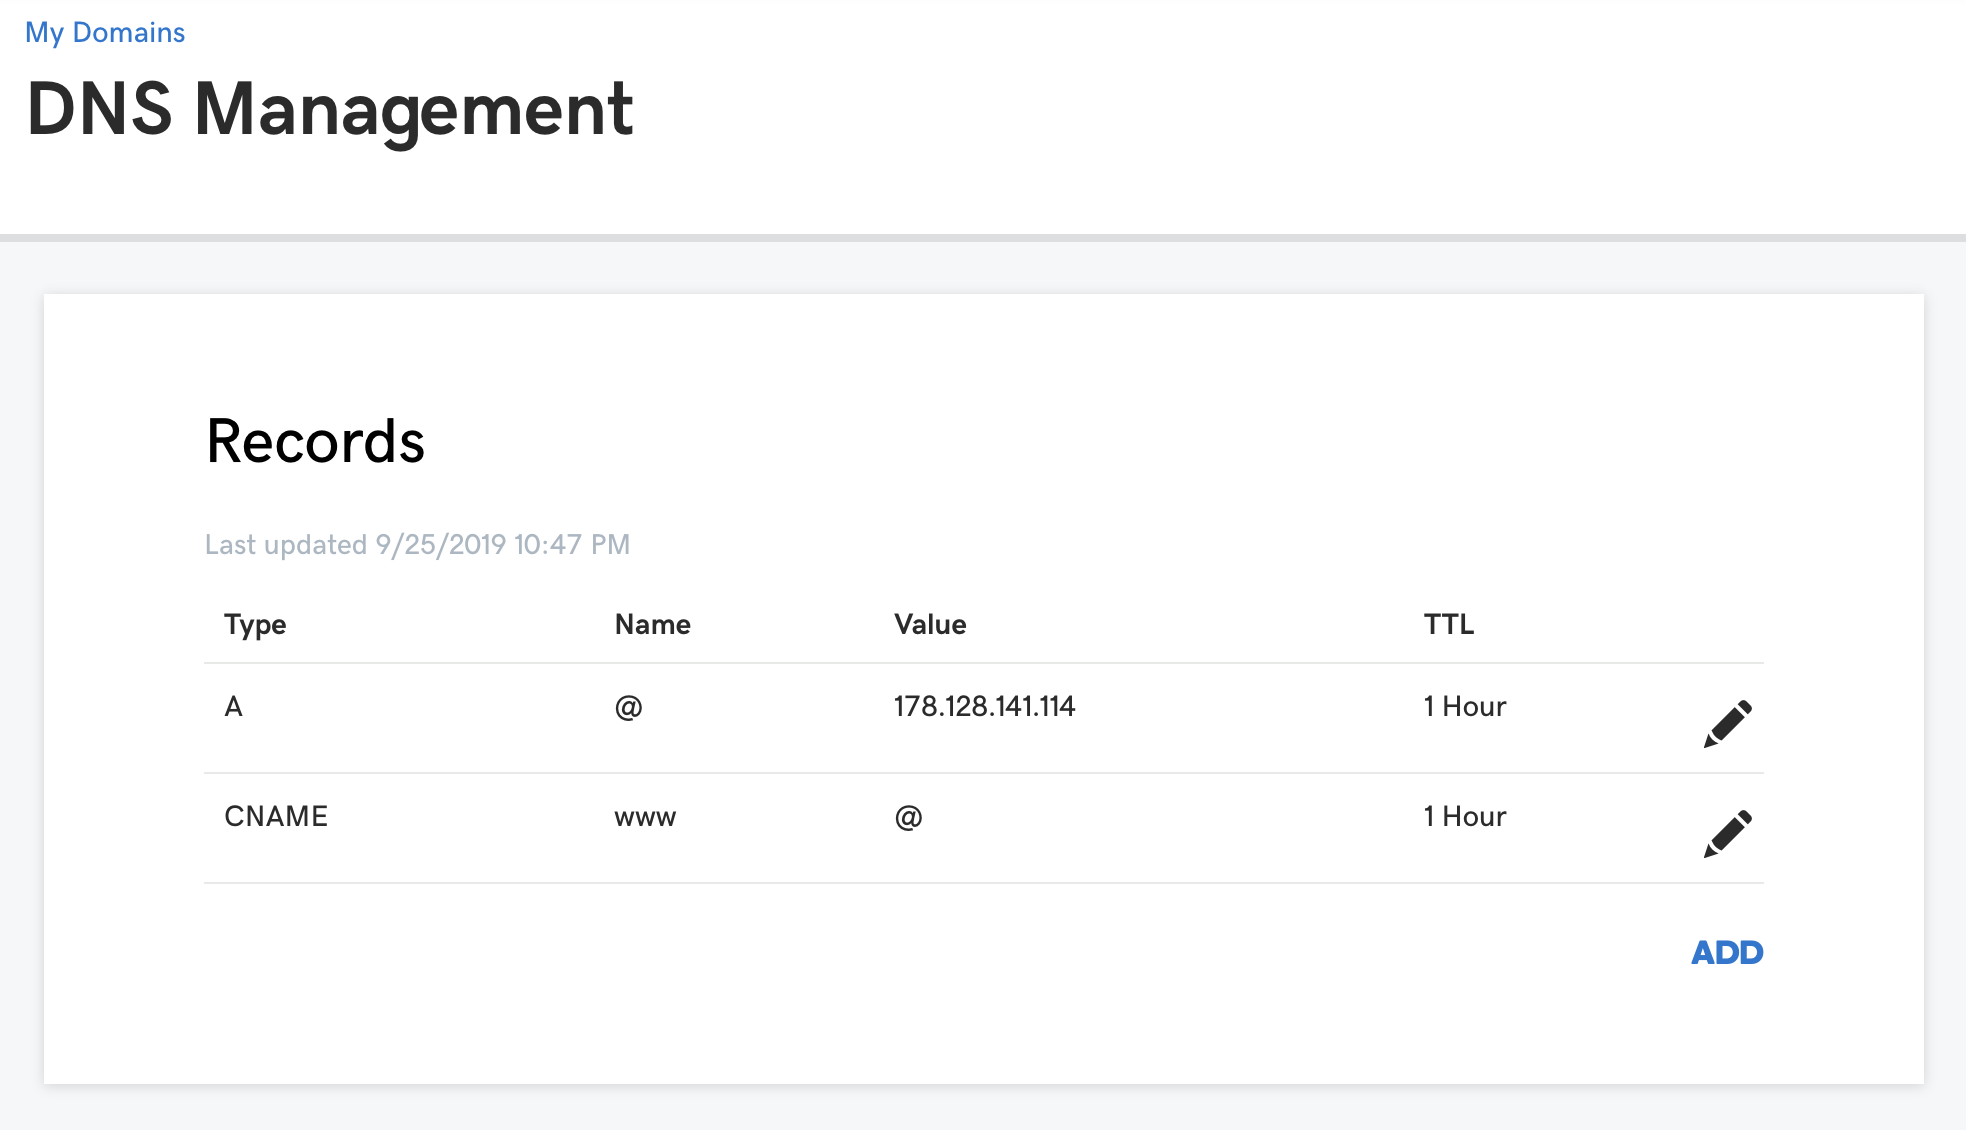 My Domains
DNS Management
Records
Last updated 9/25/2019 10:47 PM
Type Name Value TTL
A @ 178.128.141.114 1 Hour
CNAME www @ 1 Hour
ADD